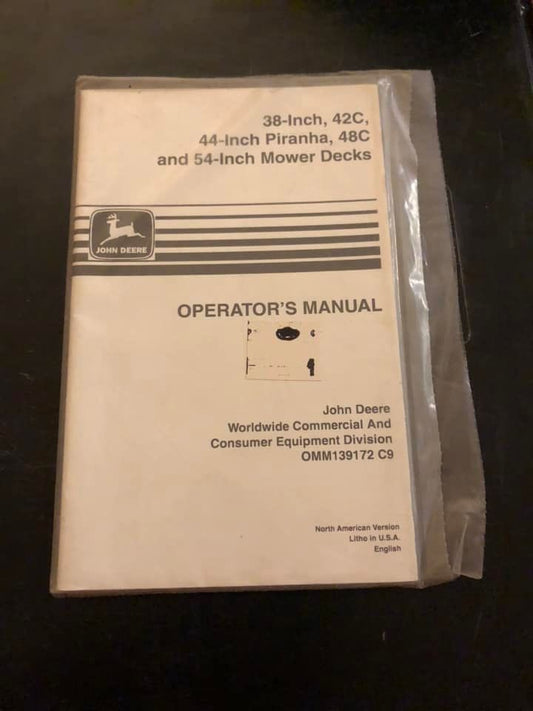 38-Inch, 42C,
44-Inch Piranha, 48C
and 54-Inch Mower Decks
JOHN DEERE
OPERATOR'S MANUAL
John Deere
Worldwide Commercial And
Consumer Equipment Division
OMM139172 C9
North American Version
Litho in U.S.A.
English